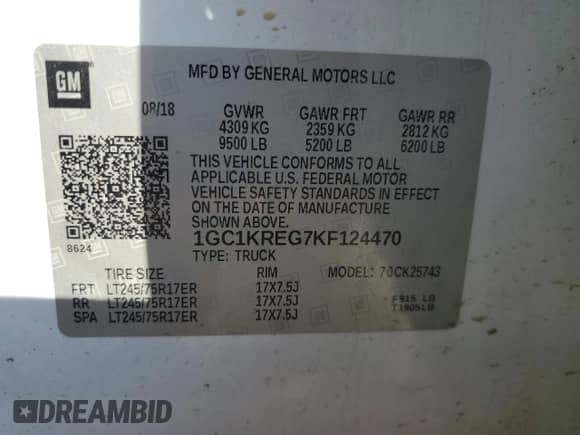 GM
MFD BY GENERAL MOTORS LLC
08/18 GVWR GAWR FRT GAWR RR
4309 KG 2359 KG 2812 KG
9500 LB 5200 LB 6200 LB
THIS VEHICLE CONFORMS TO ALL
APPLICABLE U.S. FEDERAL MOTOR
VEHICLE SAFETY STANDARDS IN EFFECT
ON THE DATE OF MANUFACTURE
SHOWN ABOVE.
8624
1GC1KREG7KF124470
TYPE: TRUCK
TIRE SIZE RIM MODEL: 70CK25743
FRT LT245/75R17ER 17X7.5J
RR LT245/75R17ER 17X7.5J F915 LB
SPA LT245/75R17ER 17X7.5J T1905LB
DREAMBID